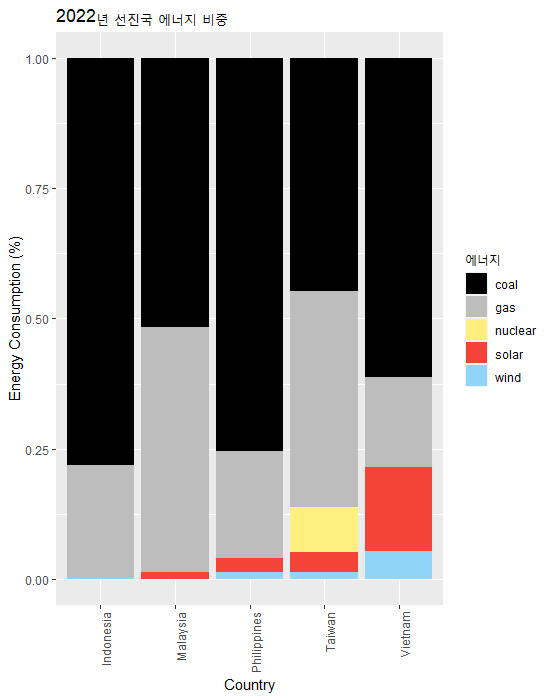 2022년 선진국 에너지 비중
Energy Consumption (%)
1.00
0.75
0.50
0.25
0.00
Indonesia
Malaysia
Philippines
Taiwan
Vietnam
Country
에너지
coal
gas
nuclear
solar
wind